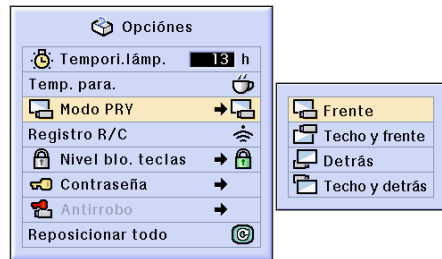 Opciónes
Tempori.lámp. 13 h
Temp. para.
Modo PRY
Registro R/C
Nivel blo. teclas
Contraseña
Antirrobo
Reposicionar todo
Frente
Techo y frente
Detrás
Techo y detrás